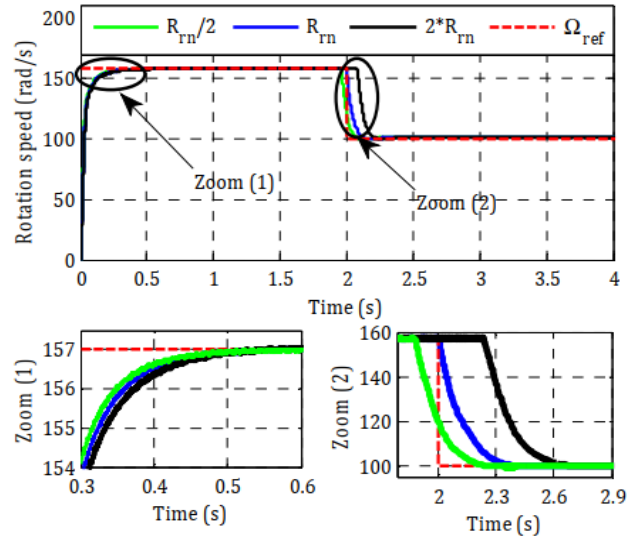 R_rn/2 R_rn 2*R_rn Ω_ref
Rotation speed (rad/s)
200
150
100
50
0
Zoom (1)
Zoom (2)
0 0.5 1 1.5 2 2.5 3 3.5 4
Time (s)
Zoom (1)
157
156
155
154
0.3 0.4 0.5 0.6
Time (s)
Zoom (2)
160
140
120
100
2 2.3 2.6 2.9
Time (s)